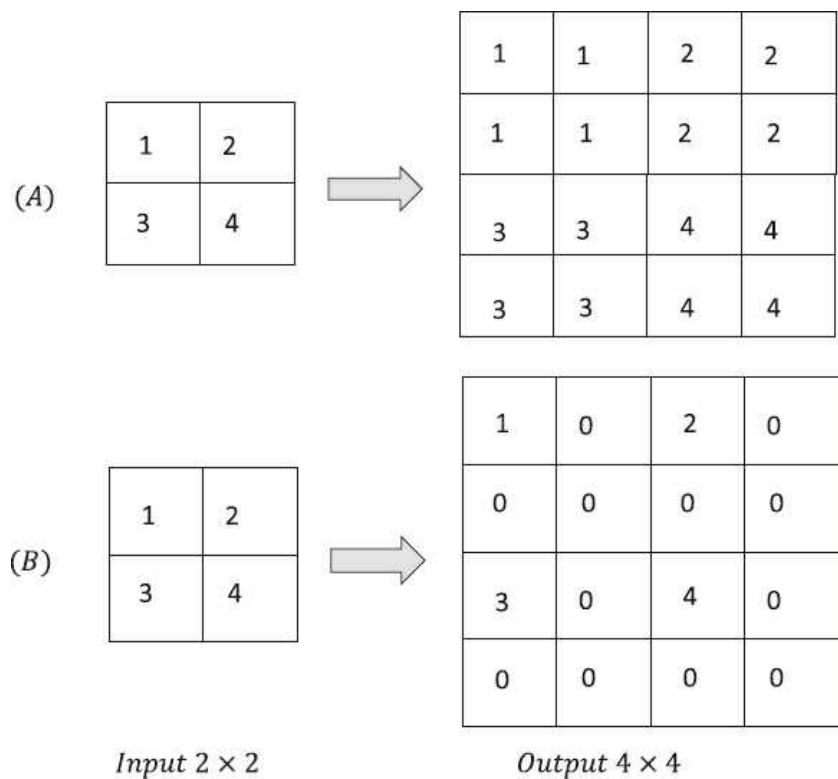 1 1 2 2
1 2 1 1 2 2
(A)
3 4 3 3 4 4
3 3 4 4
1 0 2 0
1 2 0 0 0 0
(B)
3 4 3 0 4 0
0 0 0 0
Input 2 × 2 Output 4 × 4